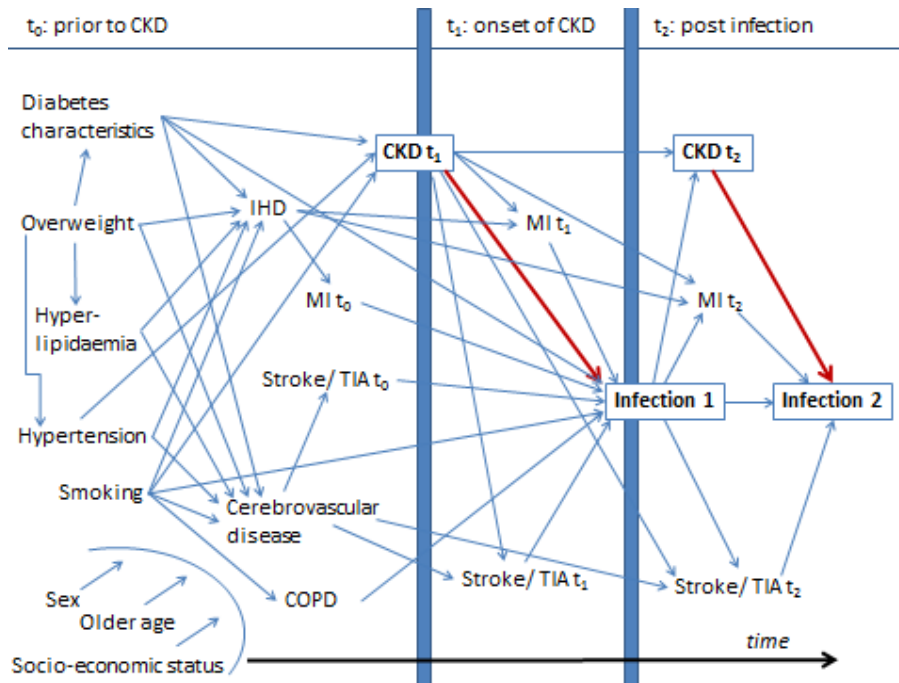 t₀: prior to CKD
t₁: onset of CKD
t₂: post infection
Diabetes
characteristics
CKD t₁
CKD t₂
Overweight
IHD
MI t₁
MI t₀
MI t₂
Hyper-
lipidaemia
Stroke/ TIA t₀
Infection 1
Infection 2
Hypertension
Smoking
Cerebrovascular
disease
Stroke/ TIA t₁
Stroke/ TIA t₂
Sex
COPD
Older age
time
Socio-economic status